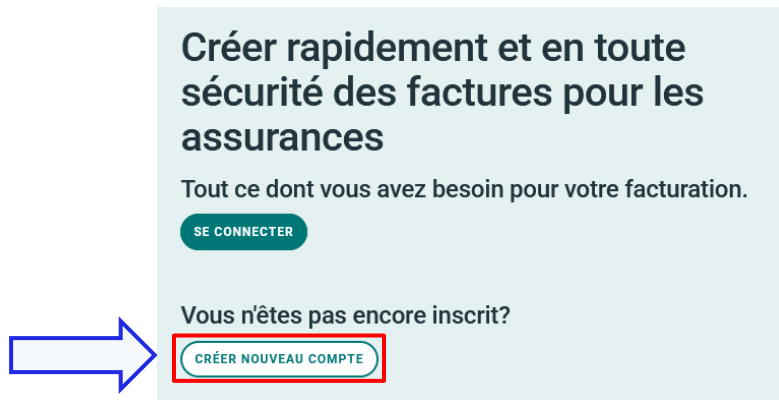 Créer rapidement et en toute
sécurité des factures pour les
assurances
Tout ce dont vous avez besoin pour votre facturation.
SE CONNECTER
Vous n'êtes pas encore inscrit?
CRÉER NOUVEAU COMPTE